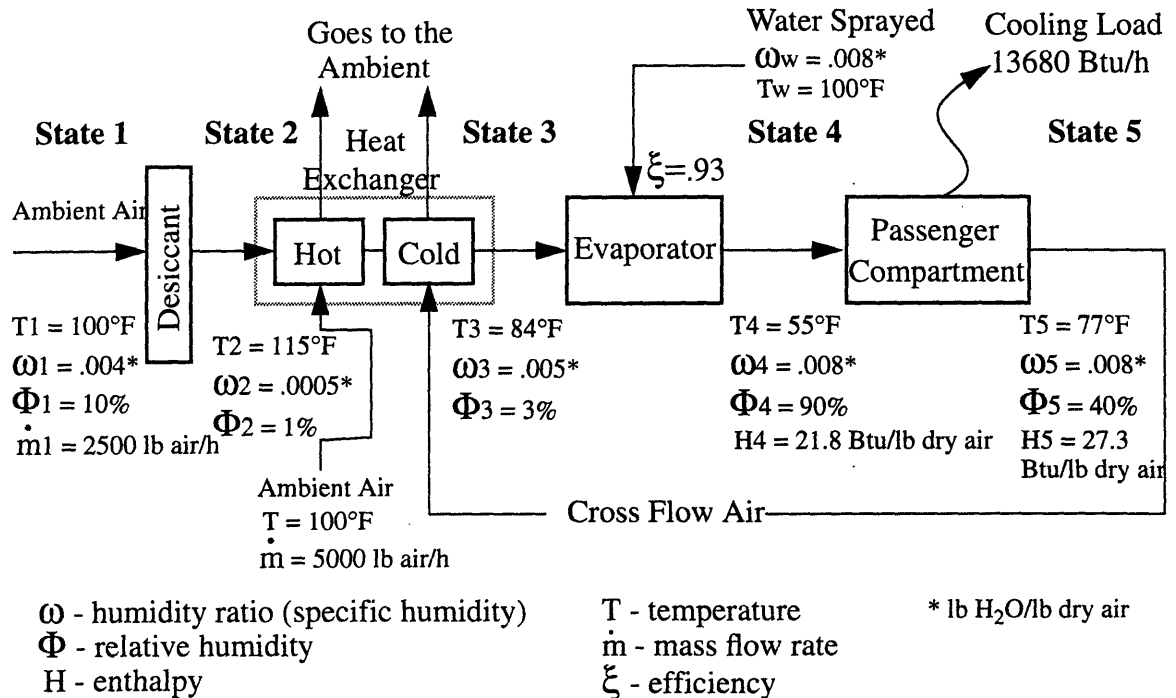 Goes to the
Ambient
Water Sprayed
ωw = .008*
Tw = 100°F
Cooling Load
13680 Btu/h
State 1
State 2
State 3
State 4
State 5
Heat
Exchanger
ξ=.93
Ambient Air
Desiccant
Hot
Cold
Evaporator
Passenger
Compartment
T1 = 100°F
ω1 = .004*
Φ1 = 10%
ṁ1 = 2500 lb air/h
T2 = 115°F
ω2 = .0005*
Φ2 = 1%
T3 = 84°F
ω3 = .005*
Φ3 = 3%
T4 = 55°F
ω4 = .008*
Φ4 = 90%
H4 = 21.8 Btu/lb dry air
T5 = 77°F
ω5 = .008*
Φ5 = 40%
H5 = 27.3
Btu/lb dry air
Ambient Air
T = 100°F
ṁ = 5000 lb air/h
Cross Flow Air
ω - humidity ratio (specific humidity)
Φ - relative humidity
H - enthalpy
T - temperature
ṁ - mass flow rate
ξ - efficiency
* lb H₂O/lb dry air